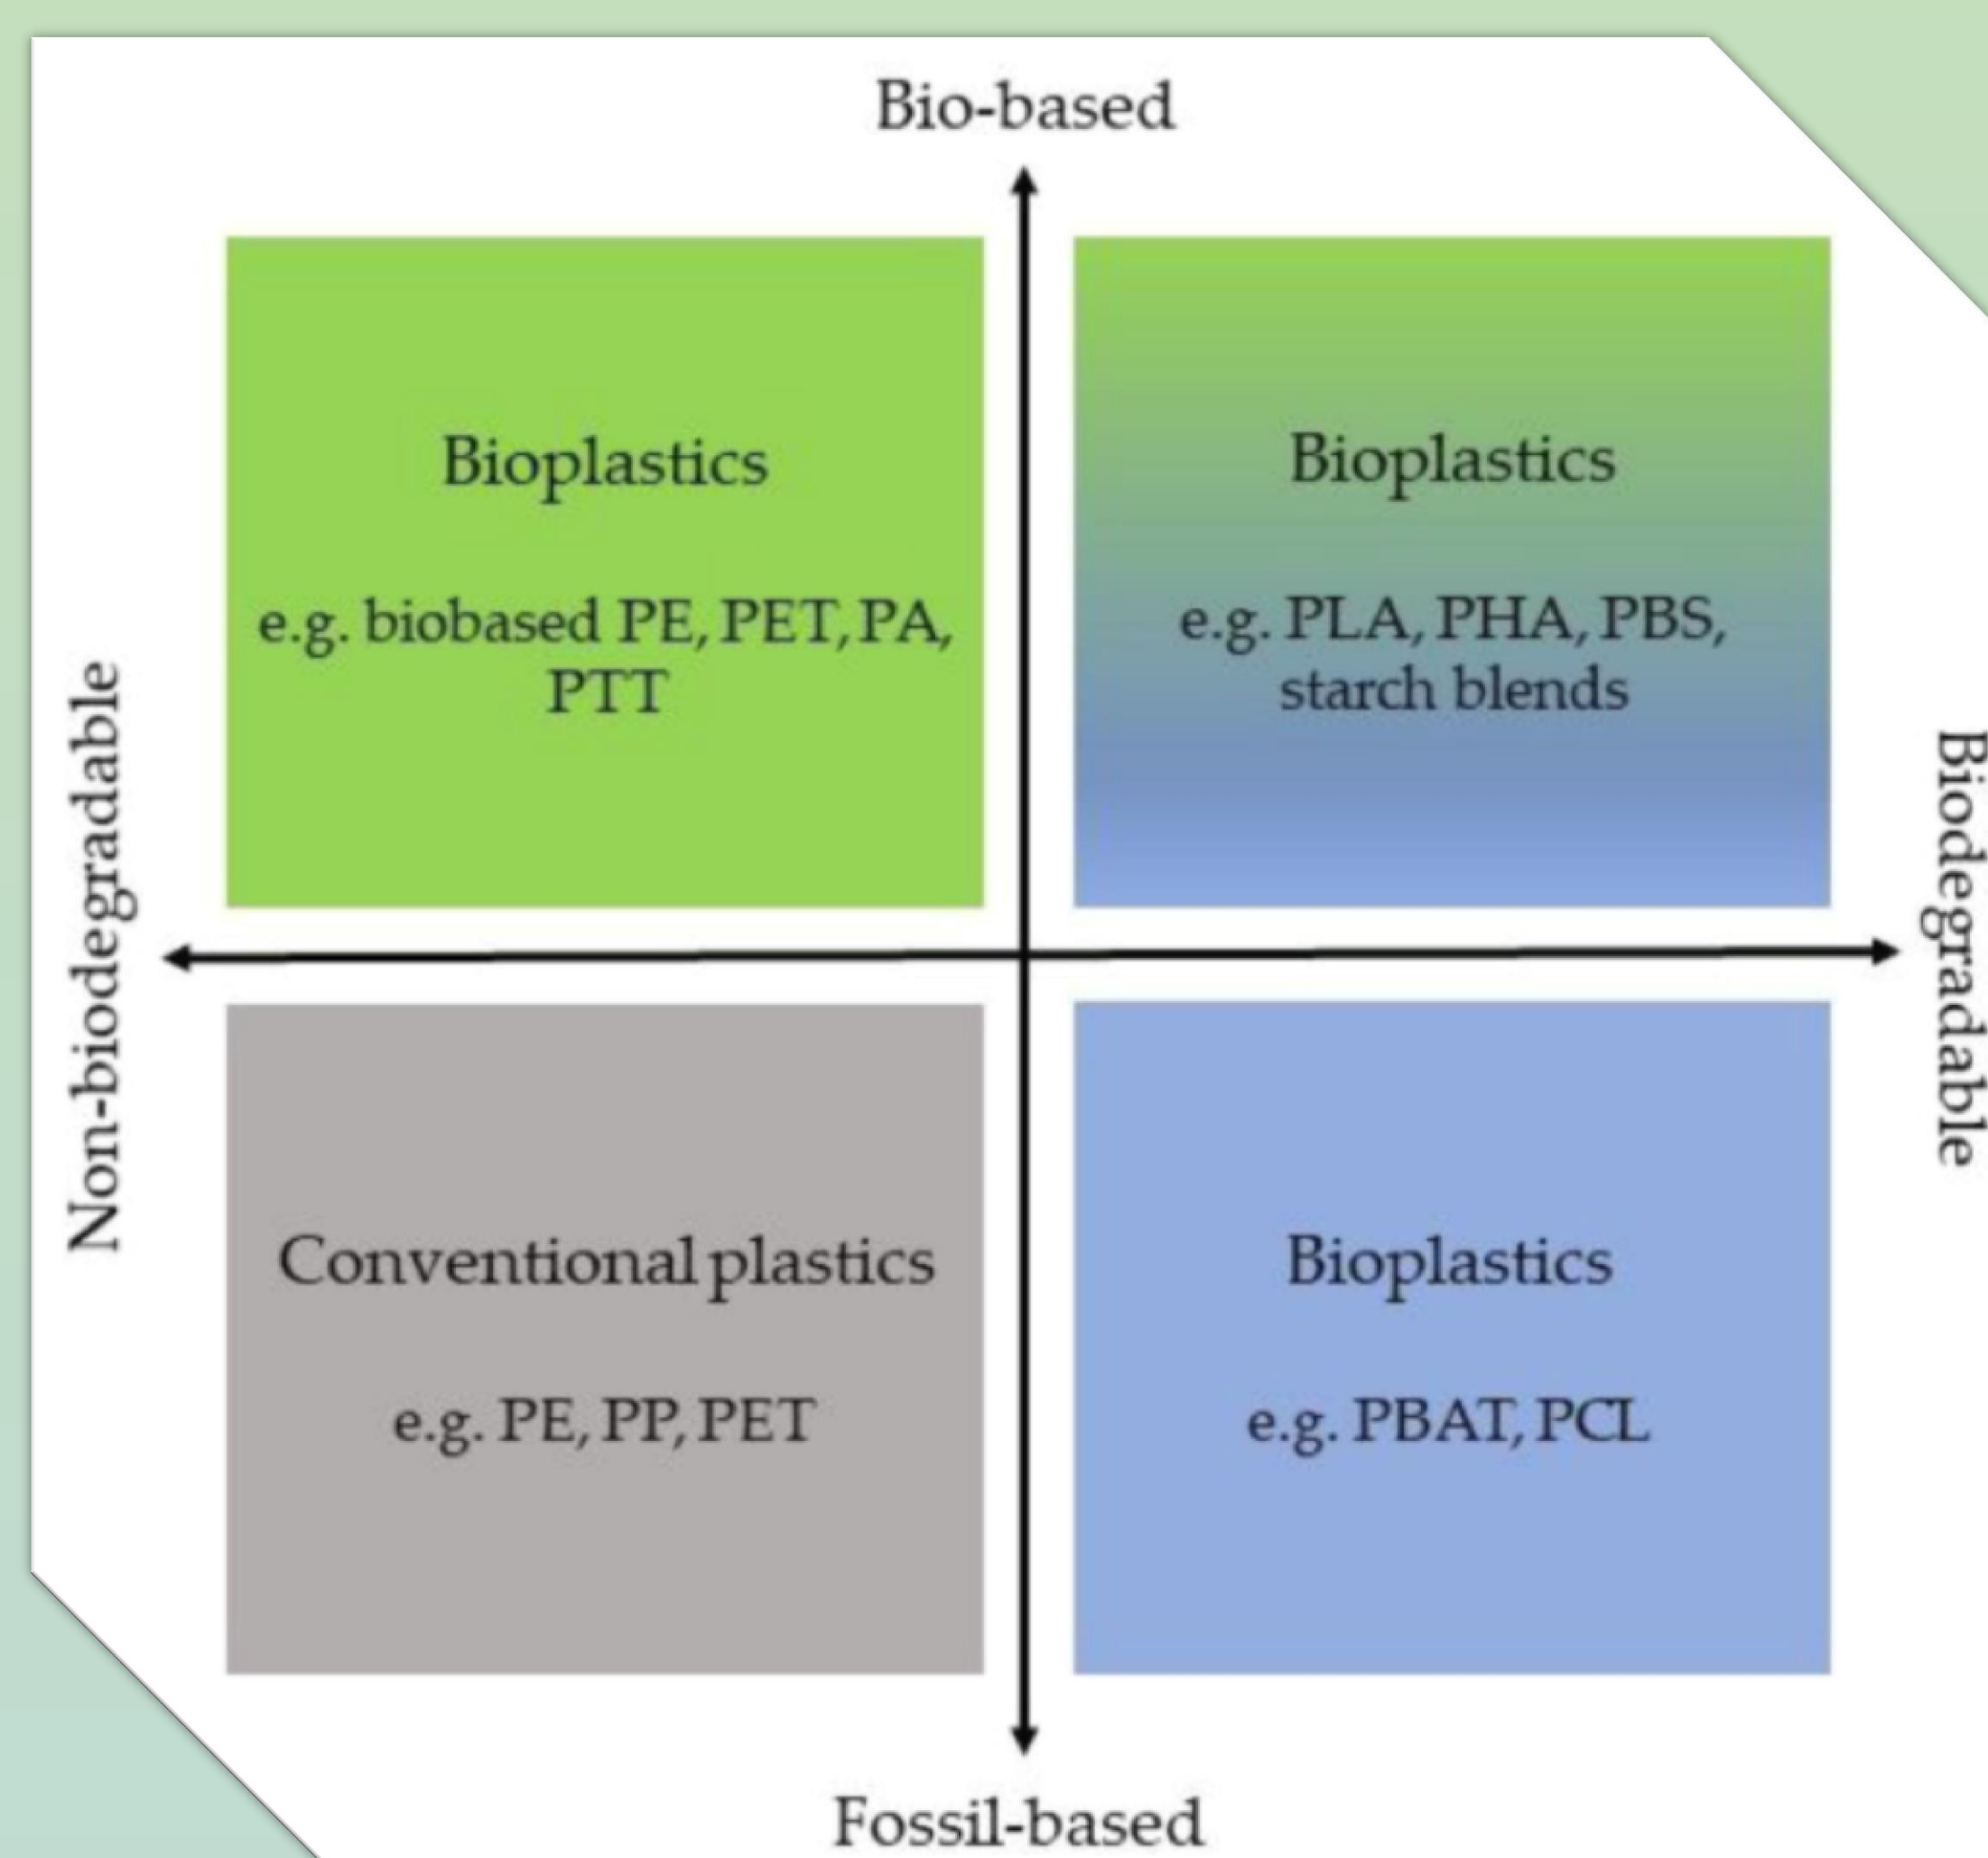 Bio-based
Bioplastics
e.g. biobased PE, PET, PA,
PTT
Bioplastics
e.g. PLA, PHA, PBS,
starch blends
Non-biodegradable
Biodegradable
Conventional plastics
e.g. PE, PP, PET
Bioplastics
e.g. PBAT, PCL
Fossil-based